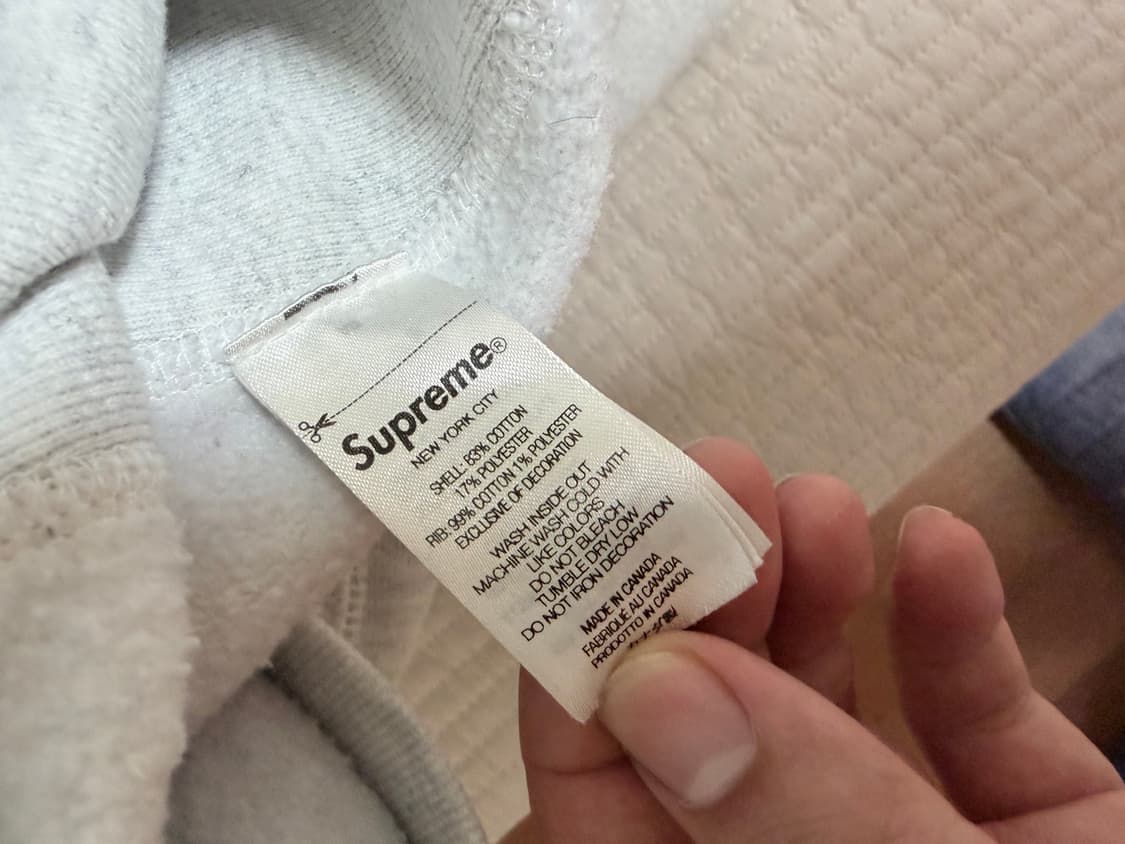 Supreme®
NEW YORK CITY
SHELL: 83% COTTON
17% POLYESTER
RIB: 99% COTTON 1% POLYESTER
EXCLUSIVE OF DECORATION
WASH INSIDE OUT
MACHINE WASH COLD WITH
LIKE COLORS
DO NOT BLEACH
TUMBLE DRY LOW
DO NOT IRON DECORATION
MADE IN CANADA
FABRIQUÉ AU CANADA
PRODOTTO IN CANADA